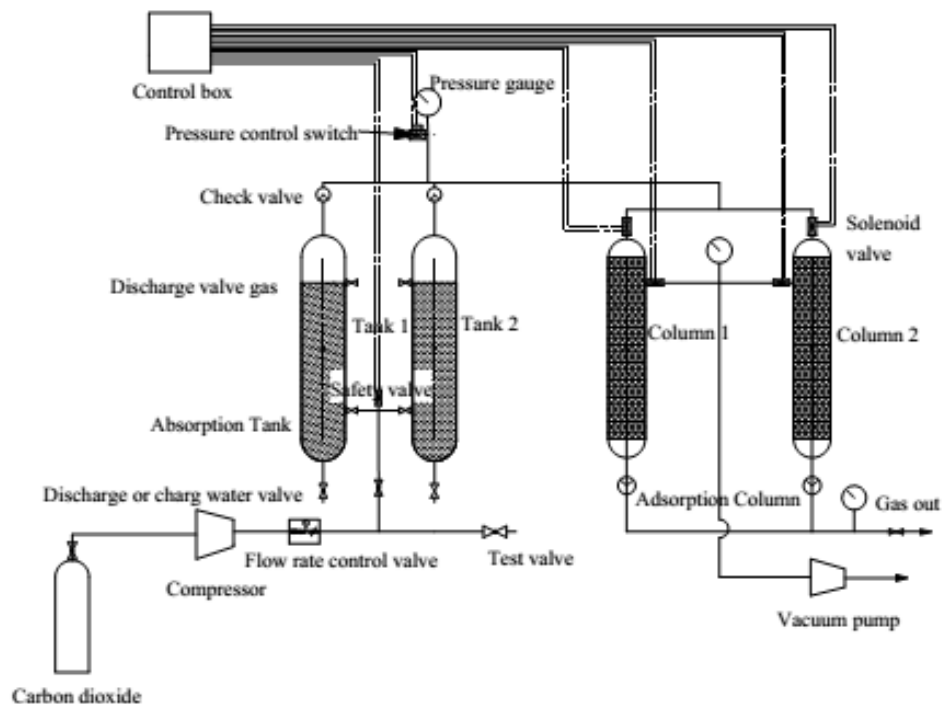 Control box
Pressure gauge
Pressure control switch
Check valve
Solenoid
valve
Discharge valve gas
Tank 1
Tank 2
Column 1
Column 2
Safety valve
Absorption Tank
Discharge or charg water valve
Adsorption Column
Gas out
Flow rate control valve
Test valve
Compressor
Vacuum pump
Carbon dioxide